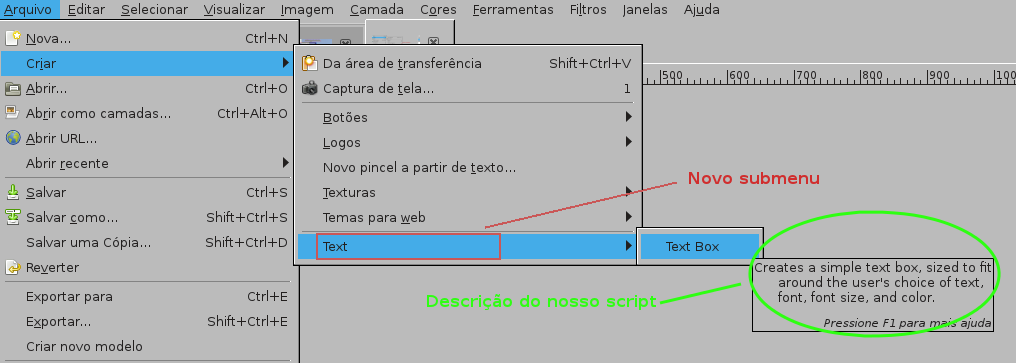 Arquivo Editar Selecionar Visualizar Imagem Camada Cores Ferramentas Filtros Janelas Ajuda
Nova... Ctrl+N
Criar
Abrir... Ctrl+O
Abrir como camadas... Ctrl+Alt+O
Abrir URL...
Abrir recente
Salvar Ctrl+S
Salvar como... Shift+Ctrl+S
Salvar uma Cópia... Shift+Ctrl+D
Reverter
Exportar para Ctrl+E
Exportar... Shift+Ctrl+E
Criar novo modelo
Da área de transferência Shift+Ctrl+V
Captura de tela... 1
Botões
Logos
Novo pincel a partir de texto...
Texturas
Temas para web
Text
Text Box
500 600 700 800 900 100
Novo submenu
Creates a simple text box, sized to fit
around the user's choice of text,
font, font size, and color.
Pressione F1 para mais ajuda
Descrição do nosso script